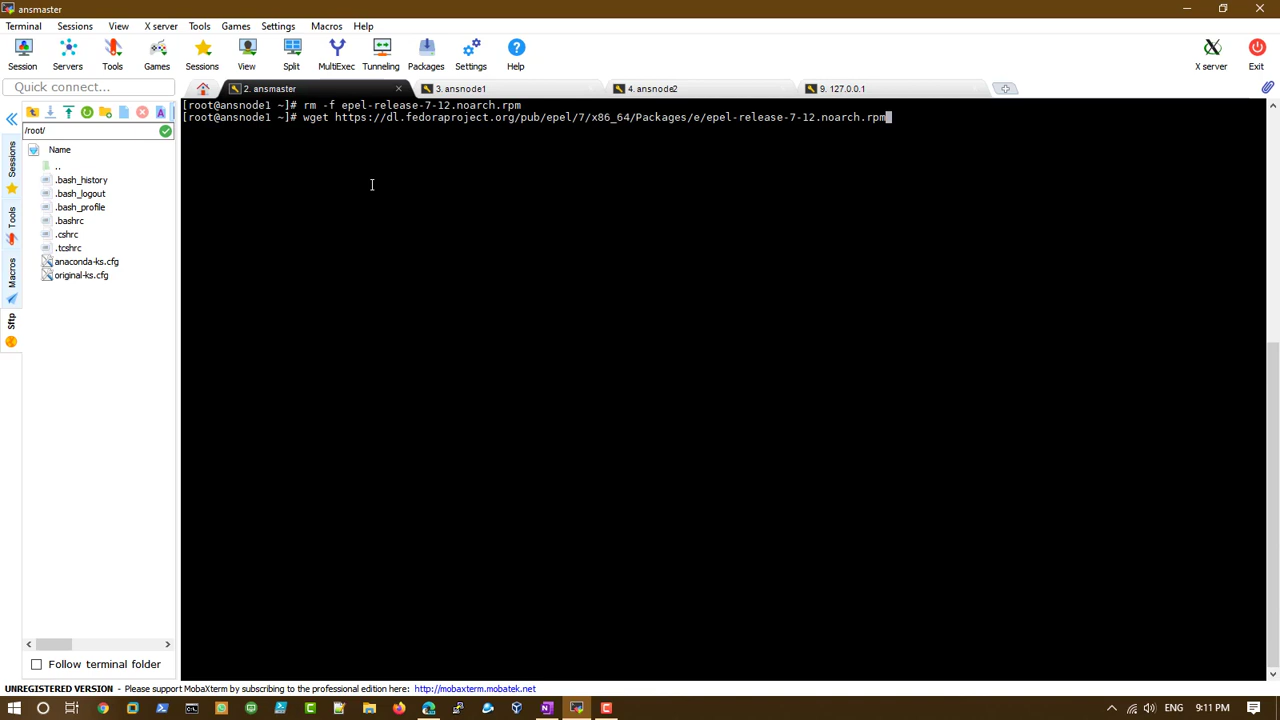 ansmaster
Terminal Sessions View X server Tools Games Settings Macros Help
Session Servers Tools Games Sessions View Split MultiExec Tunneling Packages Settings Help X server Exit
Quick connect...
2. ansmaster
3. ansnode1
4. ansnode2
9. 127.0.0.1
Sessions
Tools
Macros
Sftp
/root/
Name
..
.bash_history
.bash_logout
.bash_profile
.bashrc
.cshrc
.tcshrc
anaconda-ks.cfg
original-ks.cfg
Follow terminal folder
[root@ansnode1 ~]# rm -f epel-release-7-12.noarch.rpm
[root@ansnode1 ~]# wget https://dl.fedoraproject.org/pub/epel/7/x86_64/Packages/e/epel-release-7-12.noarch.rpm
UNREGISTERED VERSION - Please support MobaXterm by subscribing to the professional edition here: http://mobaxterm.mobatek.net
ENG 9:11 PM